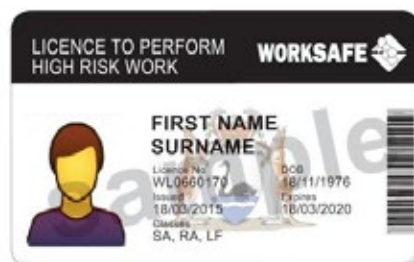 LICENCE TO PERFORM
HIGH RISK WORK
WORKSAFE
FIRST NAME
SURNAME
Licence No DOB
WL0660170 18/11/1976
Issued Expires
18/03/2015 18/03/2020
Classes
SA, RA, LF
sample